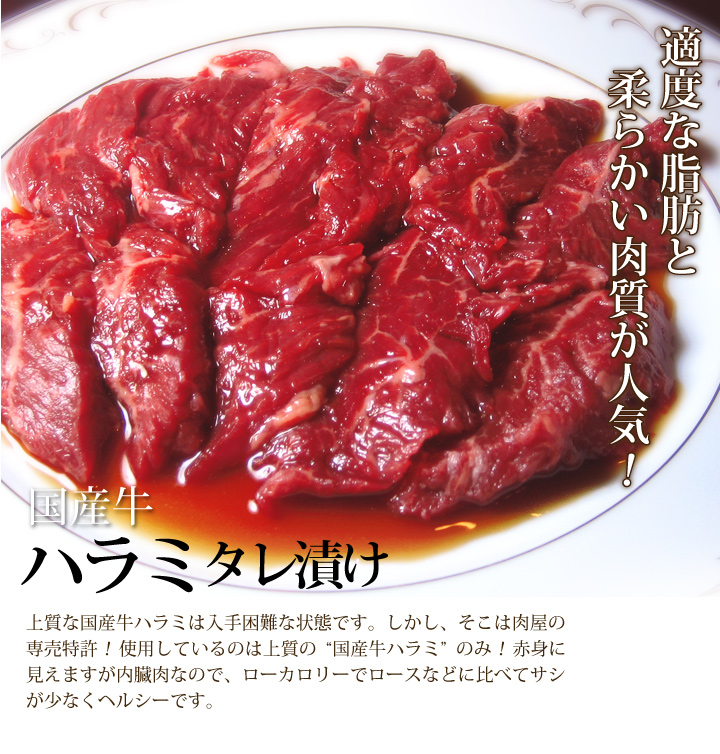 適度な脂肪と
柔らかい肉質が人気！
国産牛
ハラミタレ漬け
上質な国産牛ハラミは入手困難な状態です。しかし、そこは肉屋の
専売特許！使用しているのは上質の“国産牛ハラミ”のみ！赤身に
見えますが内臓肉なので、ローカロリーでロースなどに比べてサシ
が少なくヘルシーです。